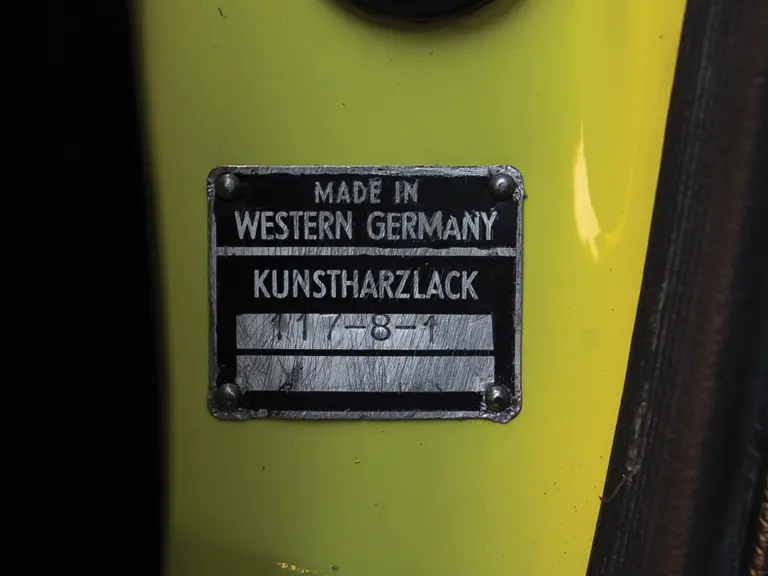 MADE IN
WESTERN GERMANY
KUNSTHARZLACK
117-8-1